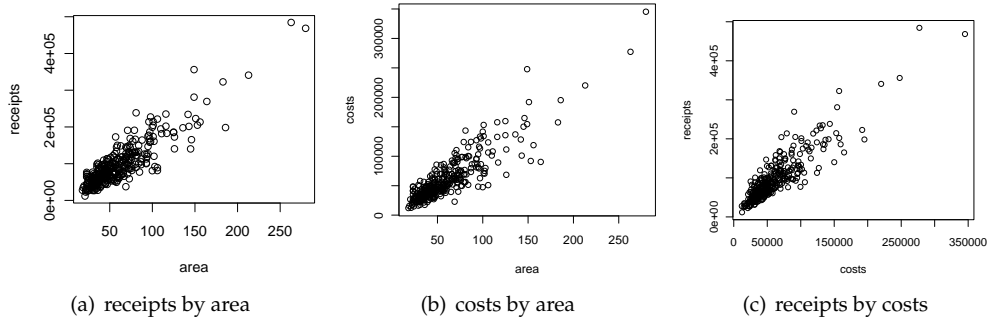 receipts
0e+00
2e+05
4e+05
50 100 150 200 250
area
costs
0
100000
200000
300000
50 100 150 200 250
area
receipts
0e+00
2e+05
4e+05
0 50000 150000 250000 350000
costs
(a) receipts by area
(b) costs by area
(c) receipts by costs